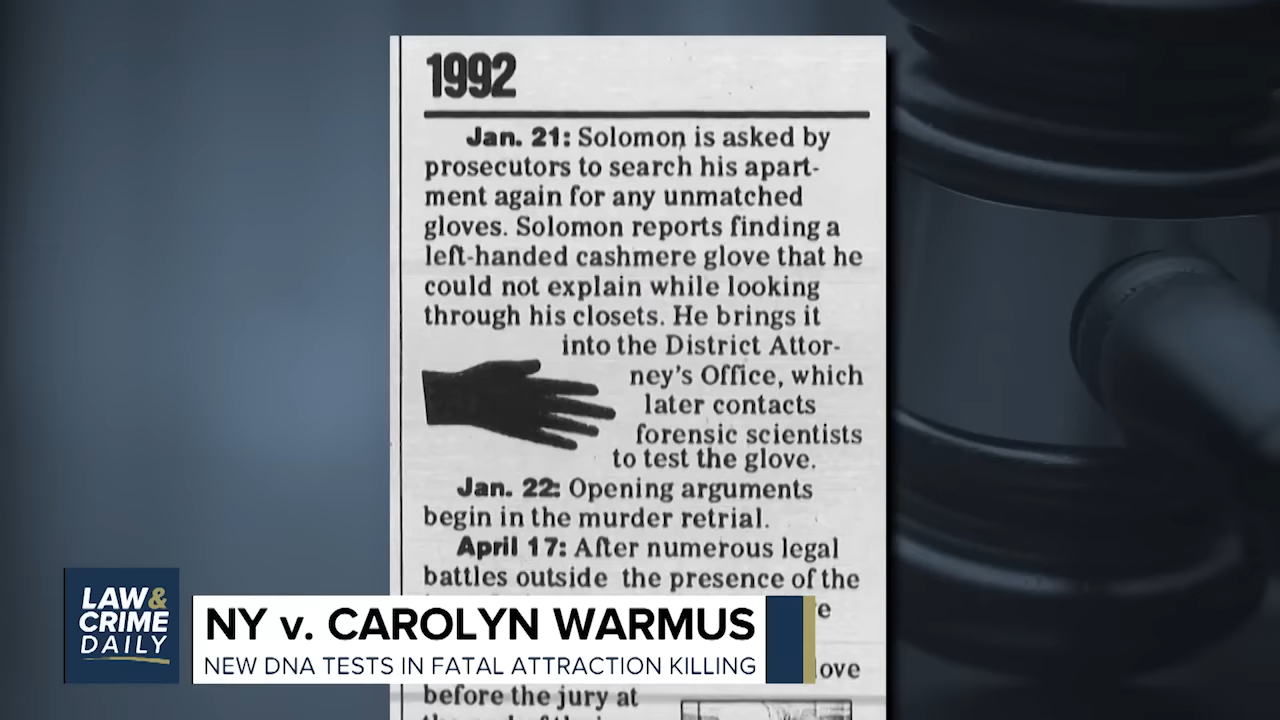 1992
Jan. 21: Solomon is asked by
prosecutors to search his apart-
ment again for any unmatched
gloves. Solomon reports finding a
left-handed cashmere glove that he
could not explain while looking
through his closets. He brings it
into the District Attor-
ney's Office, which
later contacts
forensic scientists
to test the glove.
Jan. 22: Opening arguments
begin in the murder retrial.
April 17: After numerous legal
battles outside the presence of the
before the jury at
LAW&
CRIME
DAILY
NY v. CAROLYN WARMUS
NEW DNA TESTS IN FATAL ATTRACTION KILLING